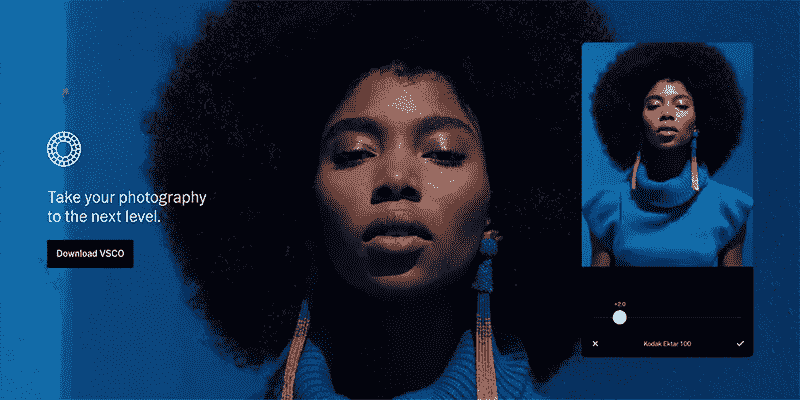 Take your photography
to the next level.
Download VSCO
+2.0
Kodak Ektar 100